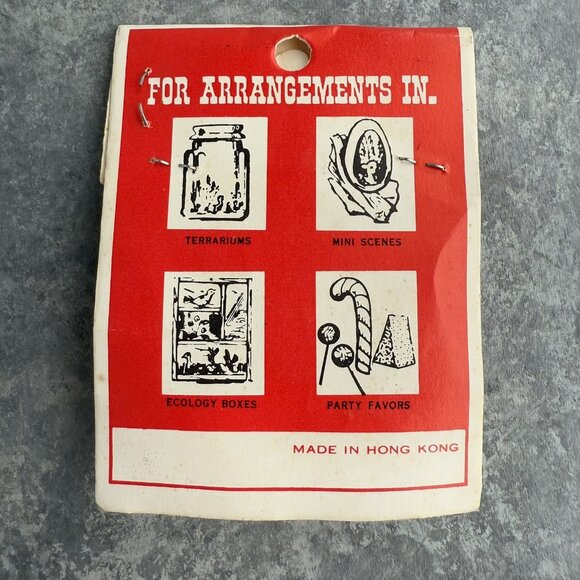 FOR ARRANGEMENTS IN.
TERRARIUMS
MINI SCENES
ECOLOGY BOXES
PARTY FAVORS
MADE IN HONG KONG